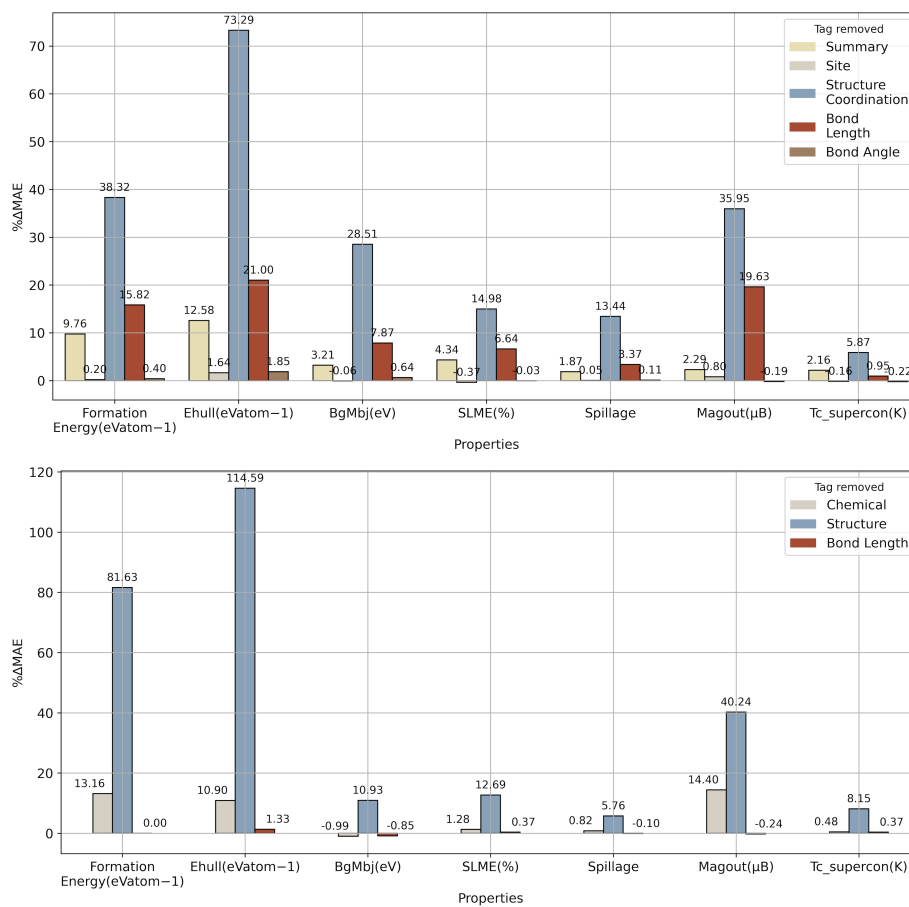 73.29
70
60
50
40
30
20
10
0
%ΔMAE
9.76
0.20
38.32
15.82
0.40
12.58
1.64
21.00
1.85
3.21
-0.06
28.51
7.87
0.64
4.34
-0.37
14.98
6.64
-0.03
1.87
0.05
13.44
3.37
0.11
2.29
0.80
35.95
19.63
-0.19
2.16
-0.16
5.87
0.95
-0.22
Tag removed
Summary
Site
Structure
Coordination
Bond
Length
Bond Angle
Formation
Energy(eVatom−1)
Ehull(eVatom−1)
BgMbj(eV)
SLME(%)
Spillage
Magout(μB)
Tc_supercon(K)
Properties
120
100
80
60
40
20
0
%ΔMAE
13.16
81.63
0.00
10.90
114.59
1.33
-0.99
10.93
-0.85
1.28
12.69
0.37
0.82
5.76
-0.10
14.40
40.24
-0.24
0.48
8.15
0.37
Tag removed
Chemical
Structure
Bond Length
Formation
Energy(eVatom−1)
Ehull(eVatom−1)
BgMbj(eV)
SLME(%)
Spillage
Magout(μB)
Tc_supercon(K)
Properties